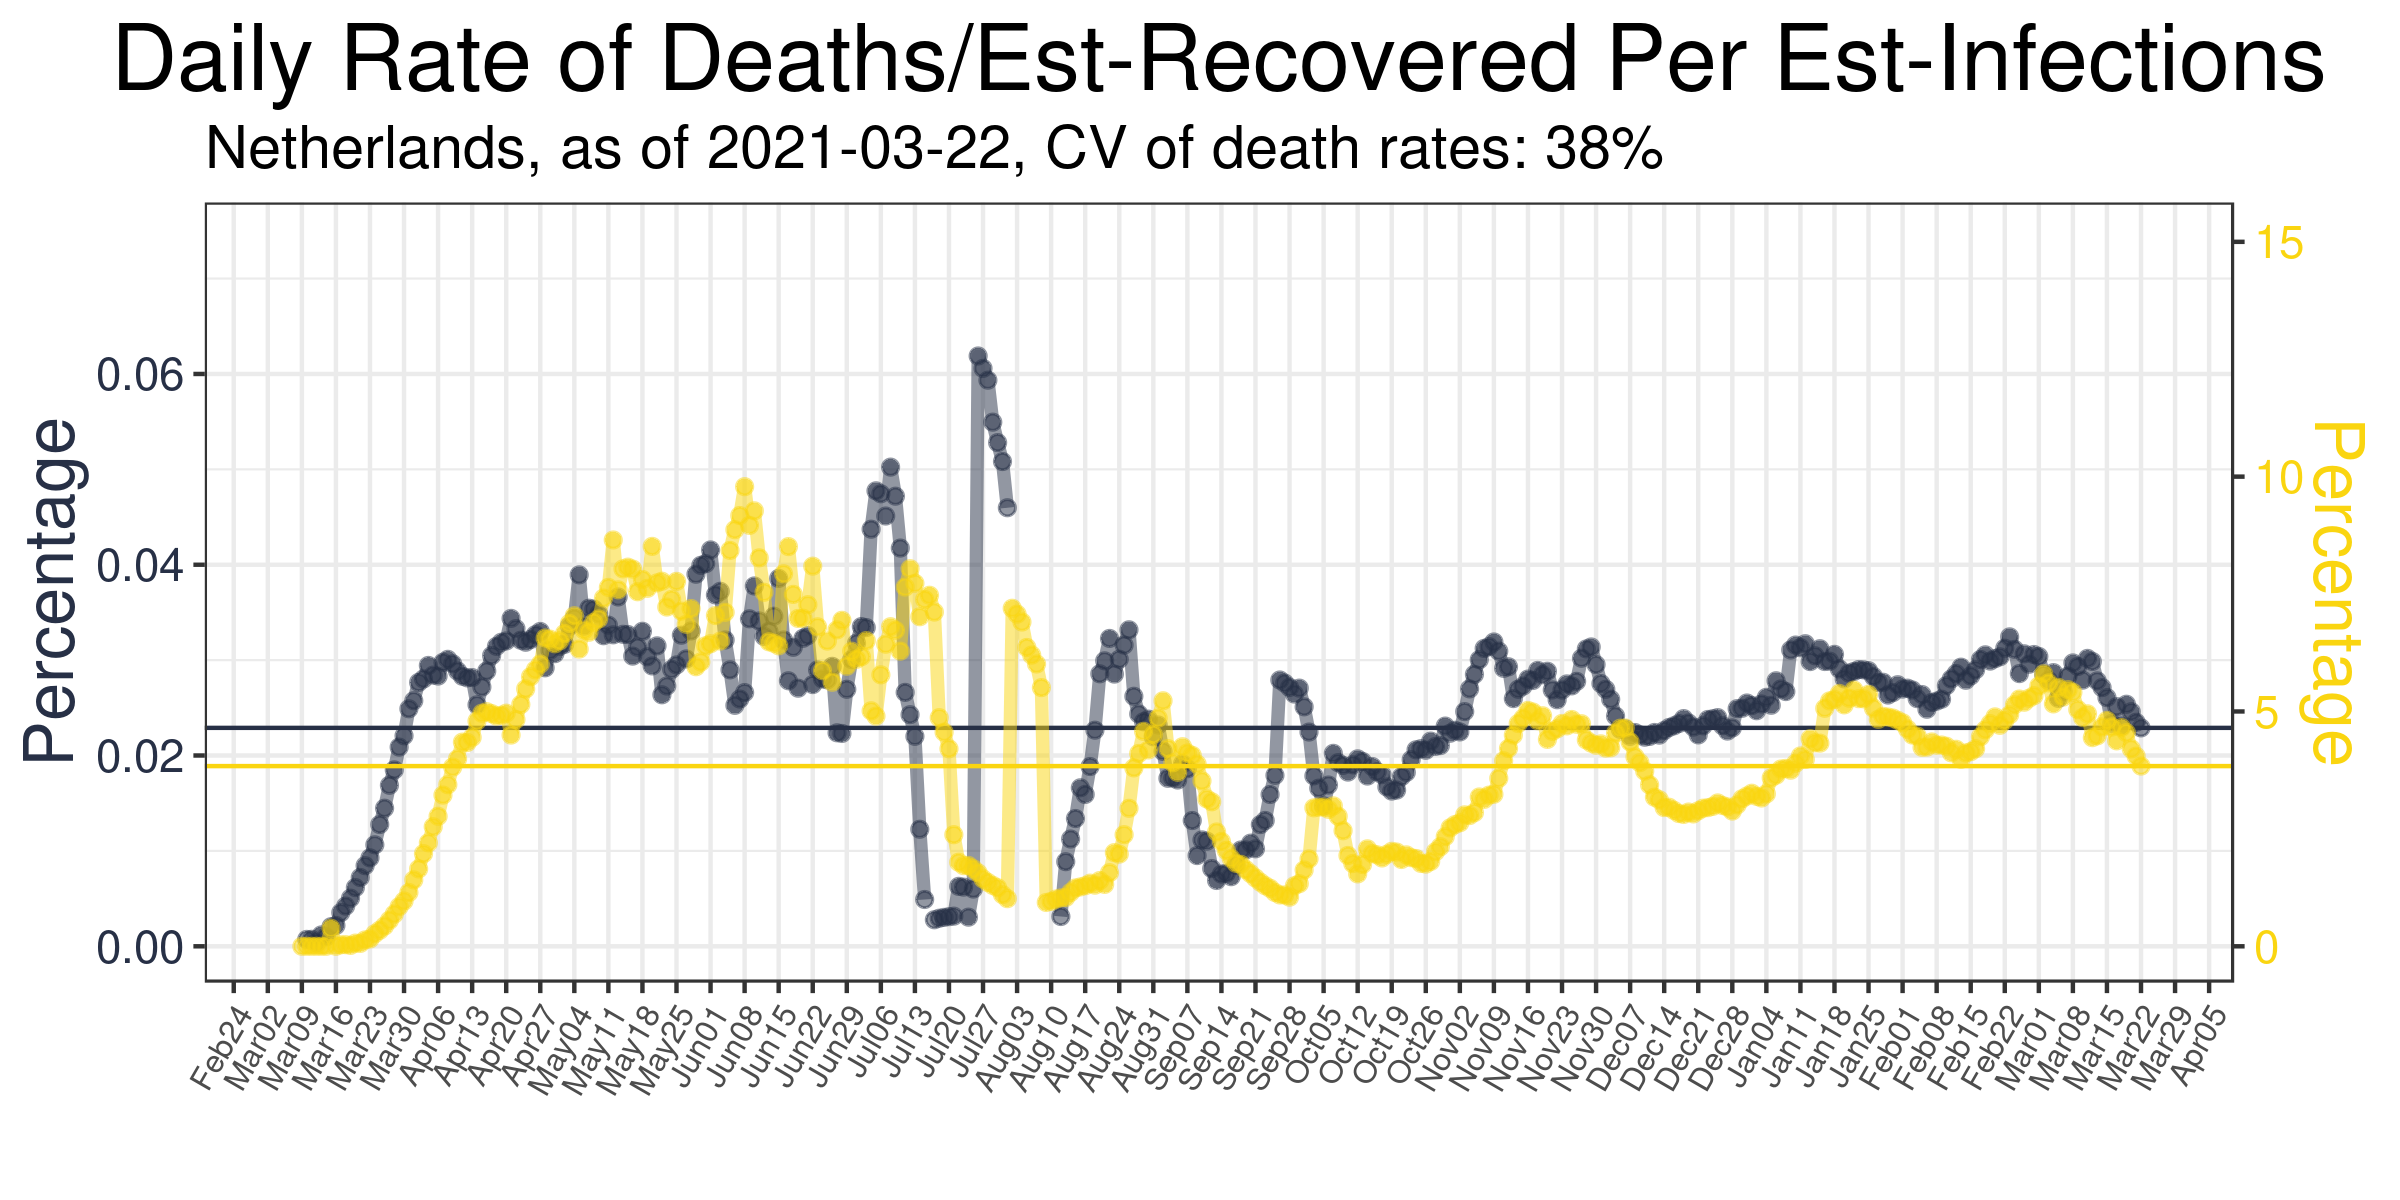 Daily Rate of Deaths/Est-Recovered Per Est-Infections
Netherlands, as of 2021-03-22, CV of death rates: 38%
Percentage
0.06
0.04
0.02
0.00
15
10
5
0
Percentage
Feb24
Mar02
Mar09
Mar16
Mar23
Mar30
Apr06
Apr13
Apr20
Apr27
May04
May11
May18
May25
Jun01
Jun08
Jun15
Jun22
Jun29
Jul06
Jul13
Jul20
Jul27
Aug03
Aug10
Aug17
Aug24
Aug31
Sep07
Sep14
Sep21
Sep28
Oct05
Oct12
Oct19
Oct26
Nov02
Nov09
Nov16
Nov23
Nov30
Dec07
Dec14
Dec21
Dec28
Jan04
Jan11
Jan18
Jan25
Feb01
Feb08
Feb15
Feb22
Mar01
Mar08
Mar15
Mar22
Mar29
Apr05